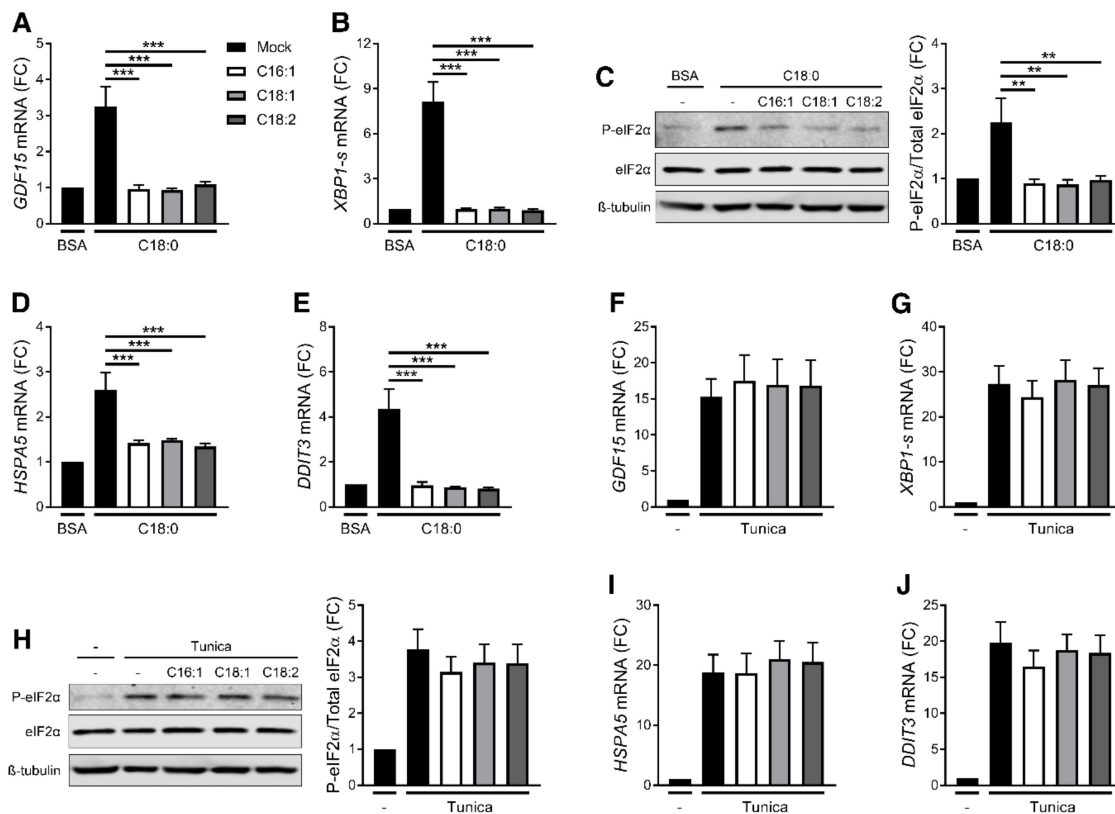 A
GDF15 mRNA (FC)
5
4
3
2
1
0
***
***
***
BSA
C18:0
Mock
C16:1
C18:1
C18:2
B
XBP1-s mRNA (FC)
12
9
6
3
0
***
***
***
BSA
C18:0
C
BSA
C18:0
- - C16:1 C18:1 C18:2
P-eIF2α
eIF2α
ß-tubulin
P-eIF2α/Total eIF2α (FC)
4
3
2
1
0
**
**
**
BSA
C18:0
D
HSPA5 mRNA (FC)
4
3
2
1
0
***
***
***
BSA
C18:0
E
DDIT3 mRNA (FC)
8
6
4
2
0
***
***
***
BSA
C18:0
F
GDF15 mRNA (FC)
25
20
15
10
5
0
-
Tunica
G
XBP1-s mRNA (FC)
40
30
20
10
0
-
Tunica
H
-
Tunica
- C16:1 C18:1 C18:2
P-eIF2α
eIF2α
ß-tubulin
P-eIF2α/Total eIF2α (FC)
5
4
3
2
1
0
-
Tunica
I
HSPA5 mRNA (FC)
30
20
10
0
-
Tunica
J
DDIT3 mRNA (FC)
25
20
15
10
5
0
-
Tunica